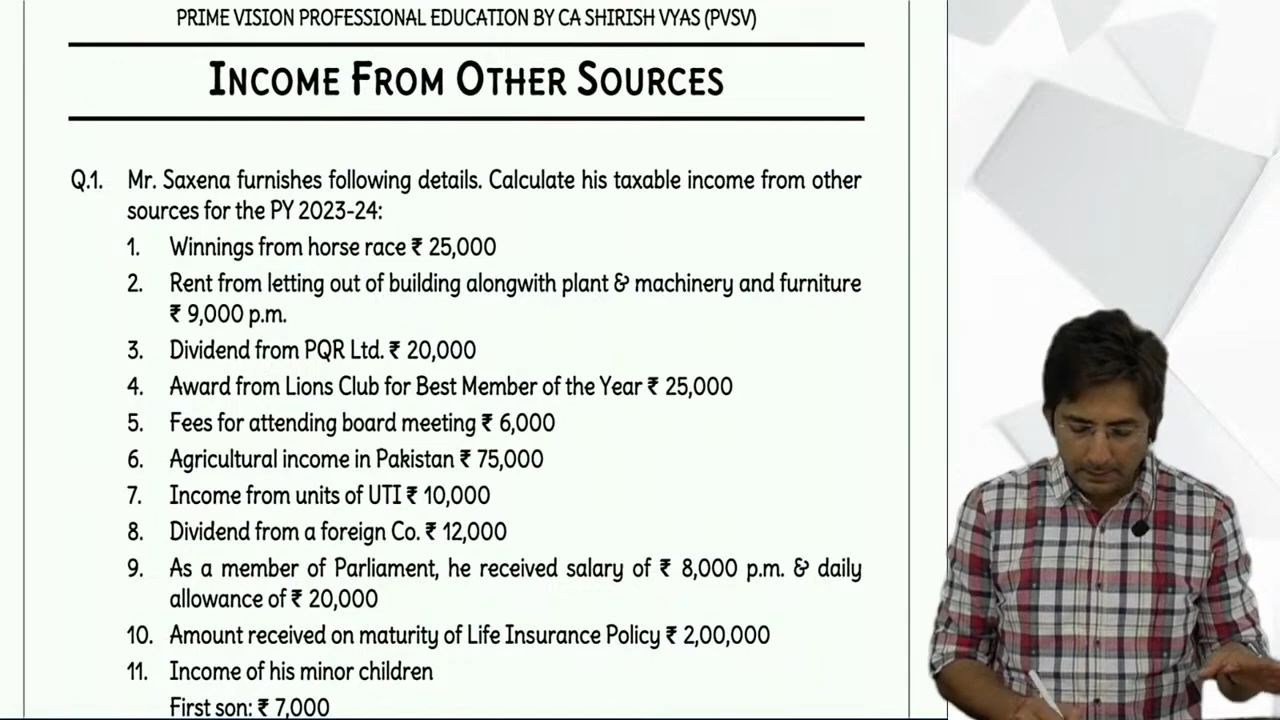 PRIME VISION PROFESSIONAL EDUCATION BY CA SHIRISH VYAS (PVSV)
INCOME FROM OTHER SOURCES
Q.1. Mr. Saxena furnishes following details. Calculate his taxable income from other
sources for the PY 2023-24:
1. Winnings from horse race ₹ 25,000
2. Rent from letting out of building alongwith plant & machinery and furniture
₹ 9,000 p.m.
3. Dividend from PQR Ltd. ₹ 20,000
4. Award from Lions Club for Best Member of the Year ₹ 25,000
5. Fees for attending board meeting ₹ 6,000
6. Agricultural income in Pakistan ₹ 75,000
7. Income from units of UTI ₹ 10,000
8. Dividend from a foreign Co. ₹ 12,000
9. As a member of Parliament, he received salary of ₹ 8,000 p.m. & daily
allowance of ₹ 20,000
10. Amount received on maturity of Life Insurance Policy ₹ 2,00,000
11. Income of his minor children
First son: ₹ 7,000